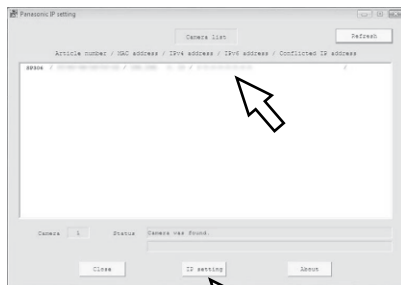 Panasonic IP setting
Camera list
Refresh
Article number / MAC address / IPv4 address / IPv6 address / Conflicted IP address
/ / / /
Camera 1 Status Camera was found.
Close IP setting About